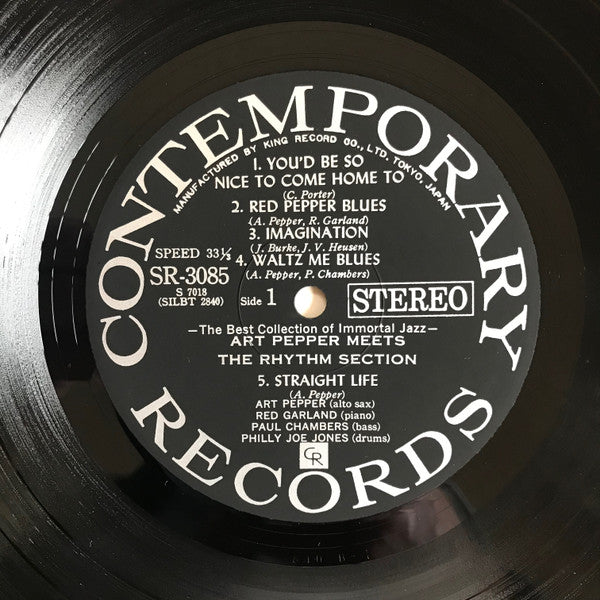 CONTEMPORARY
MANUFACTURED BY KING RECORD CO., LTD. TOKYO, JAPAN
1. YOU'D BE SO
NICE TO COME HOME TO
(C. Porter)
2. RED PEPPER BLUES
(A. Pepper, R. Garland)
3. IMAGINATION
(J. Burke, J. V. Heusen)
SPEED 33⅓ 4. WALTZ ME BLUES
SR-3085 (A. Pepper, P. Chambers)
S 7018
(SILBT 2840) Side 1 STEREO
—The Best Collection of Immortal Jazz—
ART PEPPER MEETS
THE RHYTHM SECTION
5. STRAIGHT LIFE
(A. Pepper)
ART PEPPER (alto sax)
RED GARLAND (piano)
PAUL CHAMBERS (bass)
PHILLY JOE JONES (drums)
CR
RECORDS